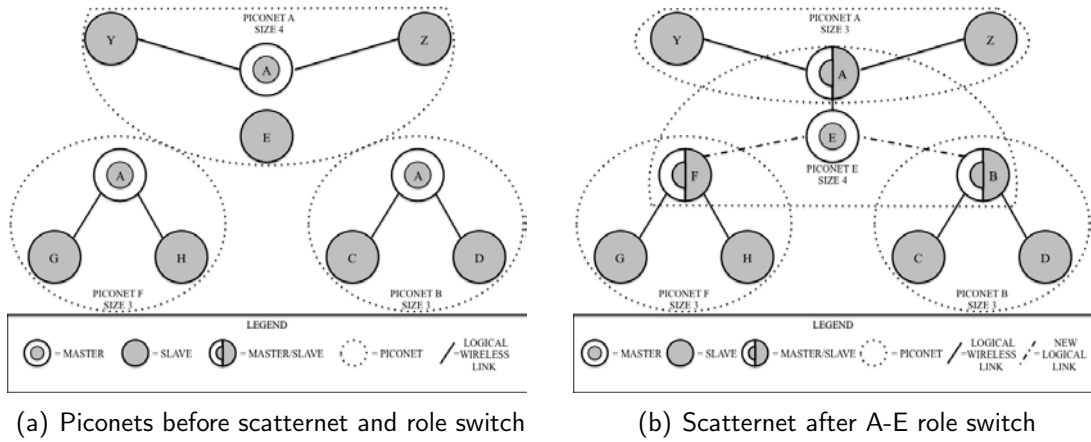 PICONET A
SIZE 4
Y
Z
A
E
A
A
G
H
C
D
PICONET F
SIZE 3
PICONET B
SIZE 3
LEGEND
= MASTER
= SLAVE
= MASTER/SLAVE
= PICONET
LOGICAL
=WIRELESS
LINK
(a) Piconets before scatternet and role switch
PICONET A
SIZE 3
Y
Z
A
E
PICONET E
SIZE 4
F
B
G
H
C
D
PICONET F
SIZE 3
PICONET B
SIZE 3
LEGEND
= MASTER
= SLAVE
= MASTER/SLAVE
= PICONET
LOGICAL
=WIRELESS
LINK
NEW
= LOGICAL
LINK
(b) Scatternet after A-E role switch